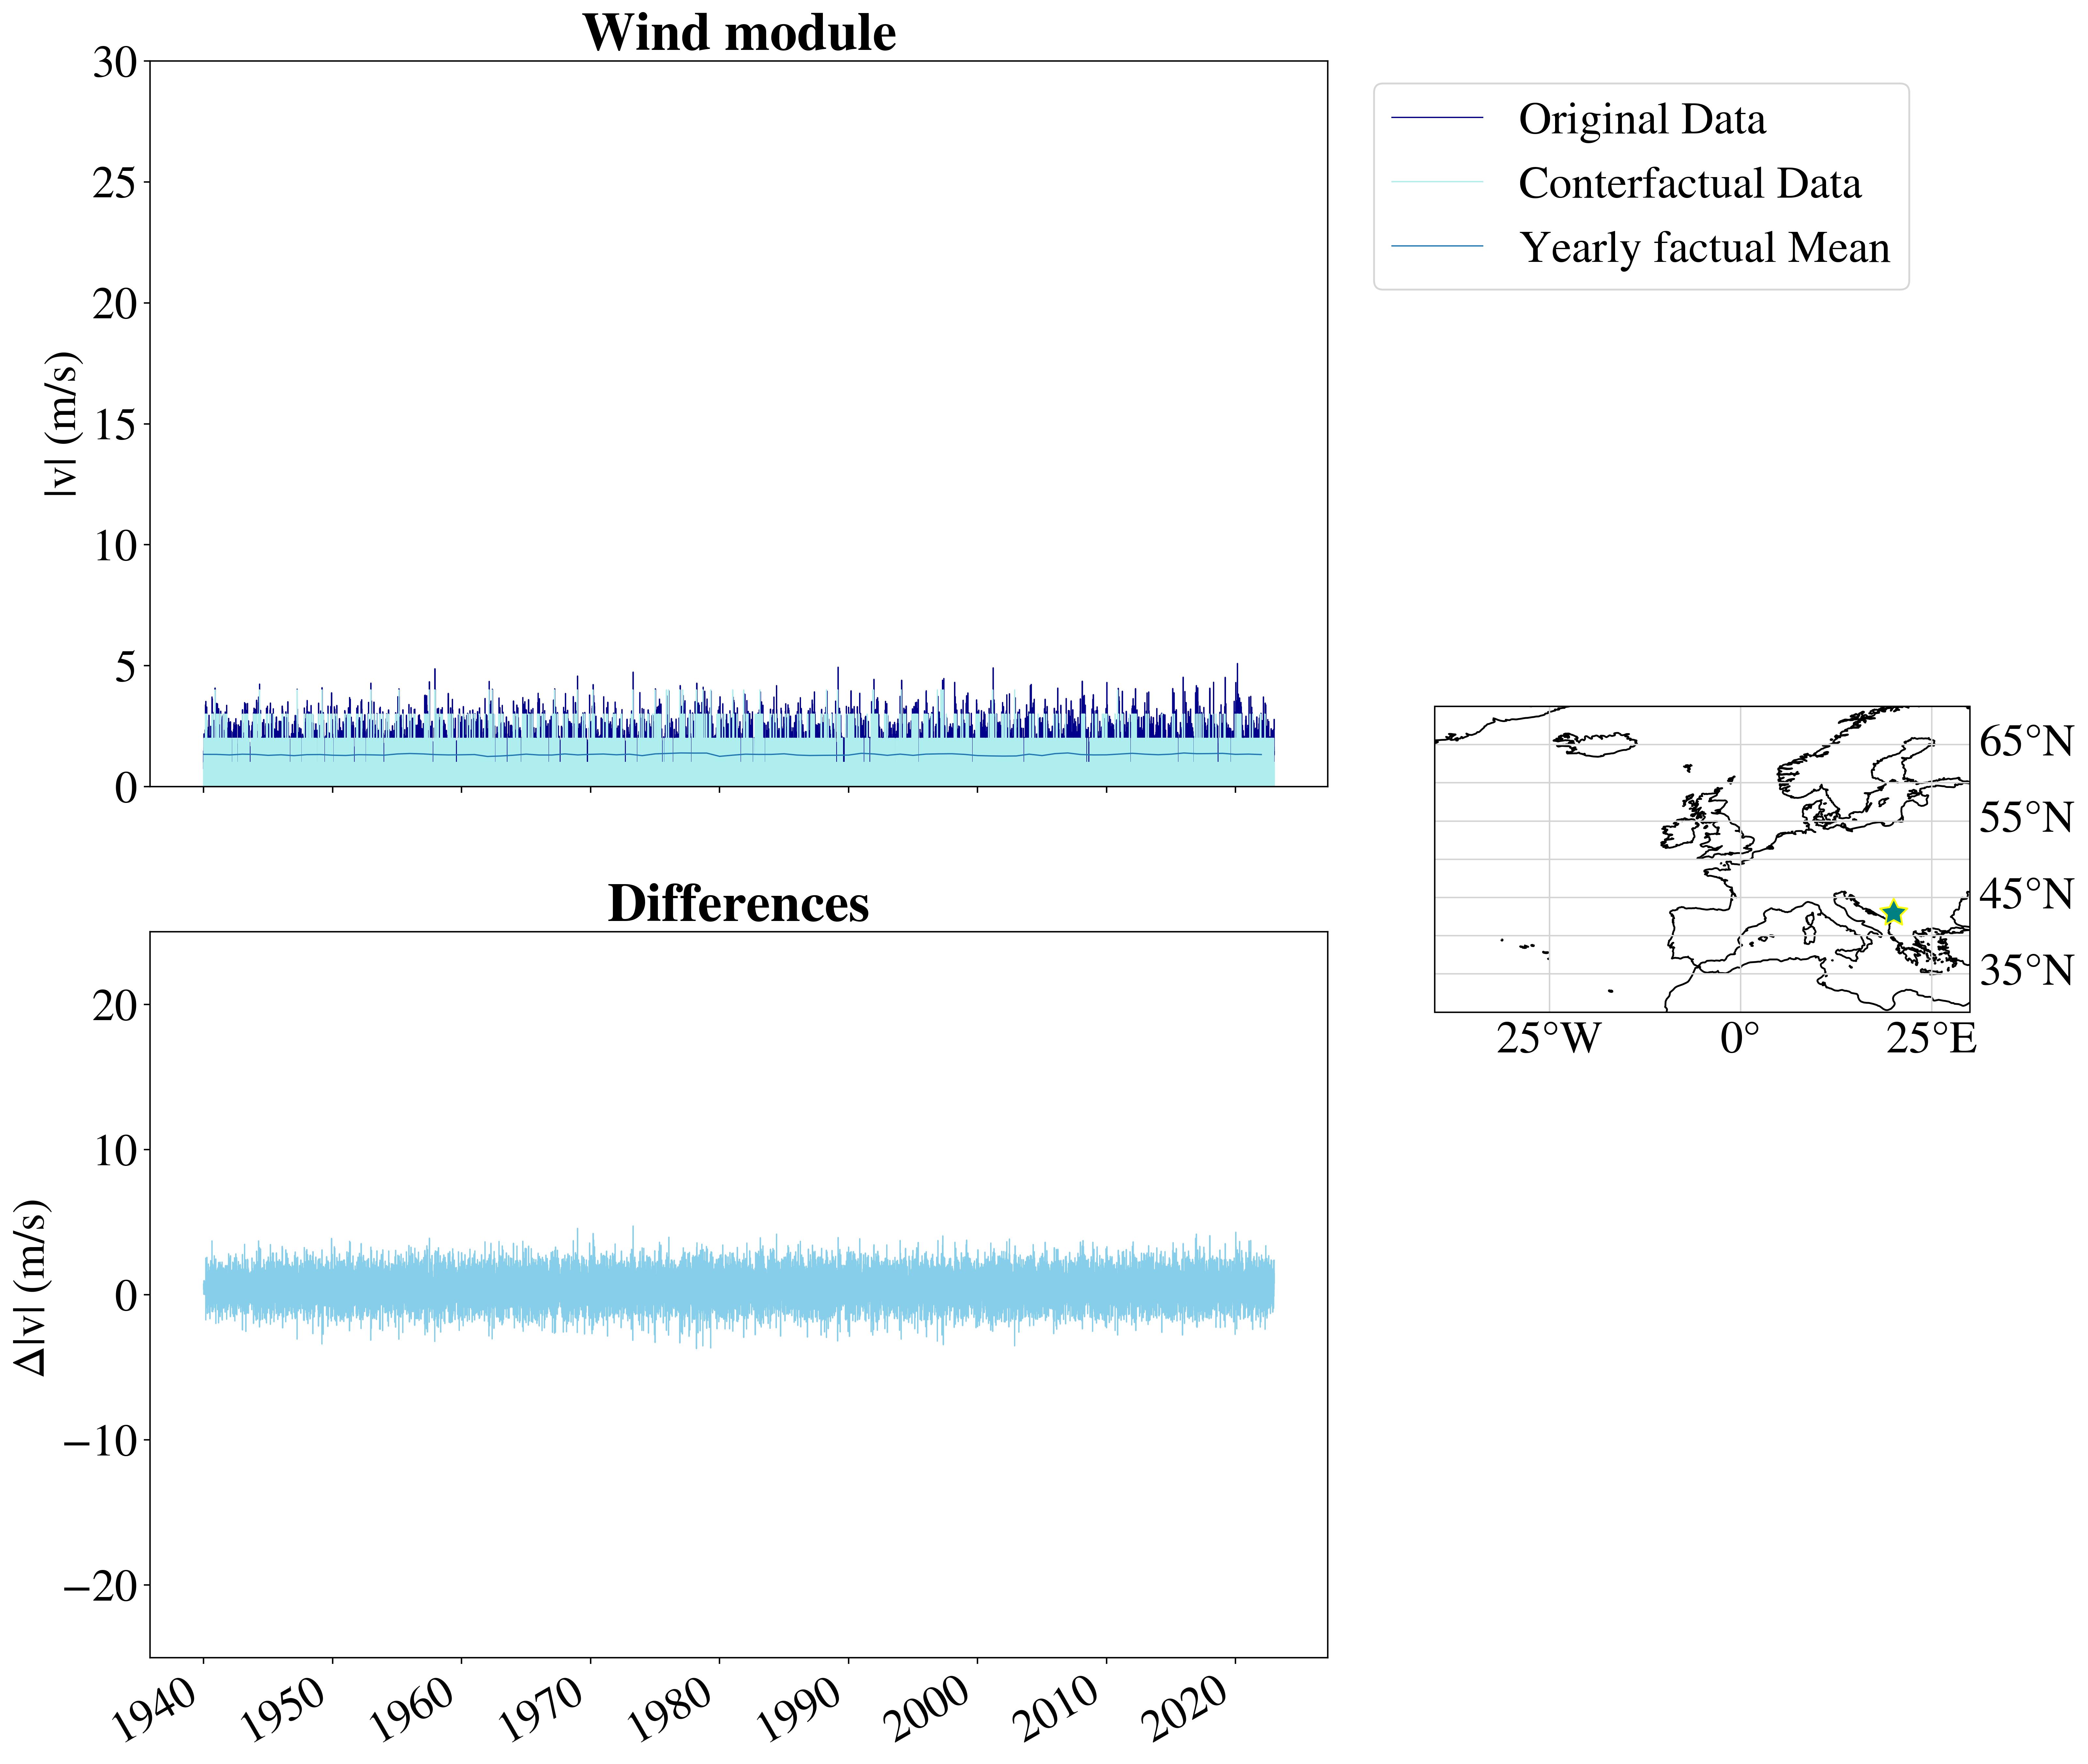 Wind module
30
25
20
15
10
5
0
|v| (m/s)
Original Data
Conterfactual Data
Yearly factual Mean
65°N
55°N
45°N
35°N
25°W 0° 25°E
Differences
20
10
0
−10
−20
Δ|v| (m/s)
1940 1950 1960 1970 1980 1990 2000 2010 2020